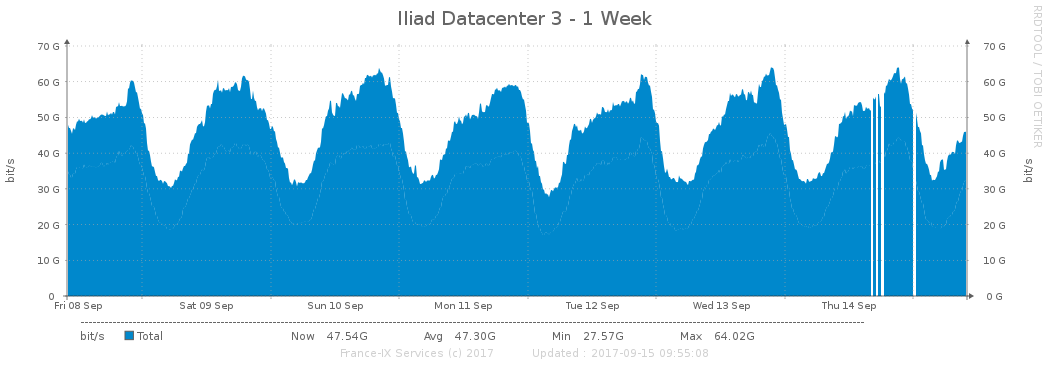 Iliad Datacenter 3 - 1 Week
RRDTOOL / TOBI OETIKER
70 G 70 G
60 G 60 G
50 G 50 G
40 G 40 G
30 G 30 G
20 G 20 G
10 G 10 G
0 0 G
bit/s bit/s
Fri 08 Sep Sat 09 Sep Sun 10 Sep Mon 11 Sep Tue 12 Sep Wed 13 Sep Thu 14 Sep
bit/s Total Now 47.54G Avg 47.30G Min 27.57G Max 64.02G
France-IX Services (c) 2017 Updated : 2017-09-15 09:55:08